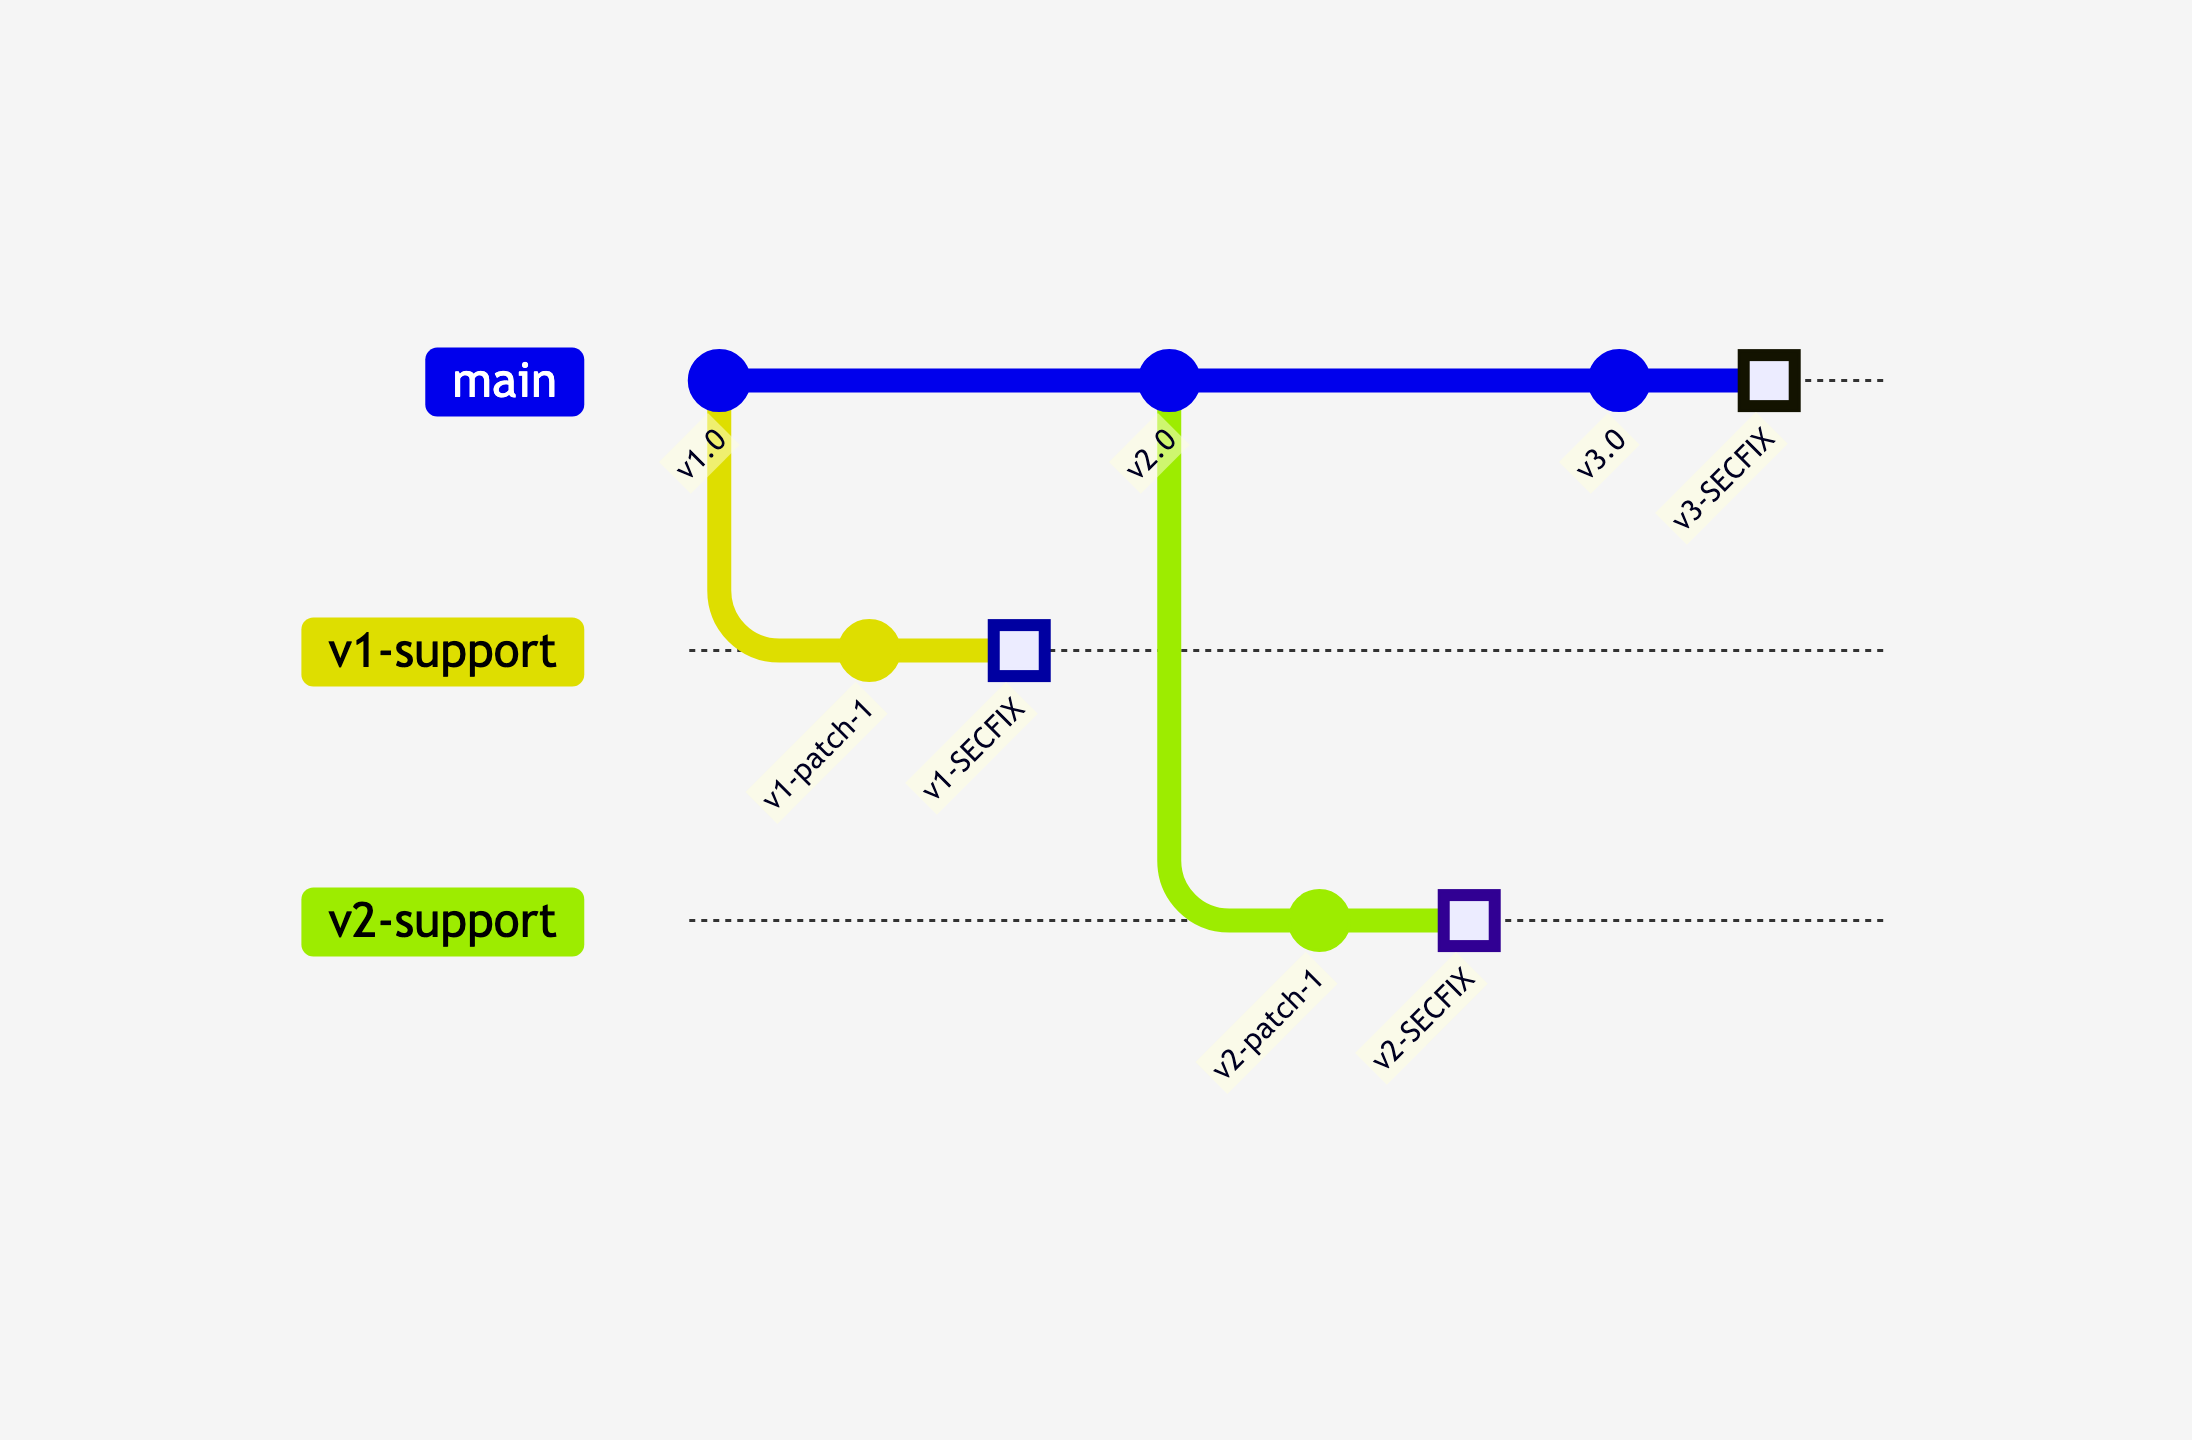 main
v1.0
v2.0
v3.0
v3-SECFIX
v1-support
v1-patch-1
v1-SECFIX
v2-support
v2-patch-1
v2-SECFIX